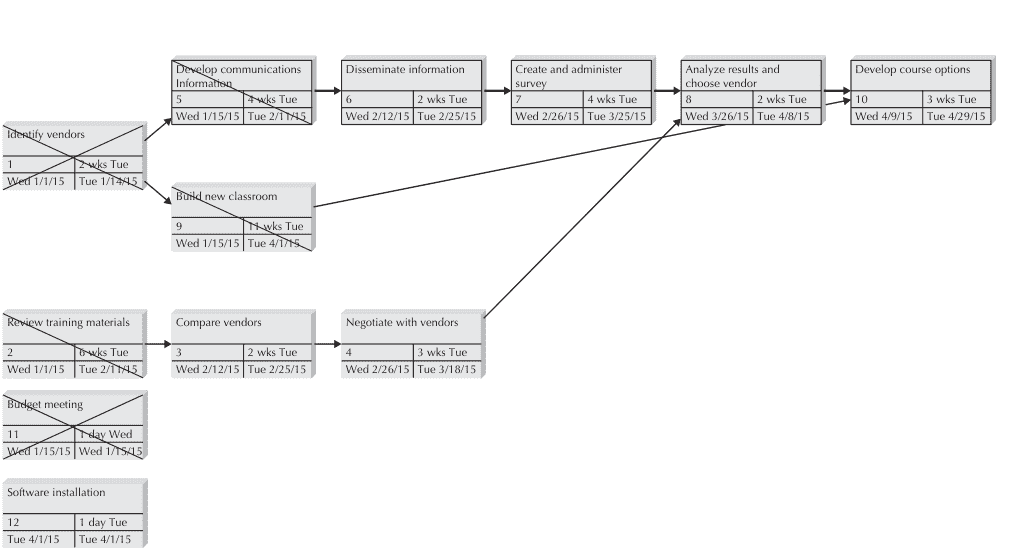 Develop communications
Information
5 4 wks Tue
Wed 1/15/15 Tue 2/11/15
Disseminate information
6 2 wks Tue
Wed 2/12/15 Tue 2/25/15
Create and administer
survey
7 4 wks Tue
Wed 2/26/15 Tue 3/25/15
Analyze results and
choose vendor
8 2 wks Tue
Wed 3/26/15 Tue 4/8/15
Develop course options
10 3 wks Tue
Wed 4/9/15 Tue 4/29/15
Identify vendors
1 2 wks Tue
Wed 1/1/15 Tue 1/14/15
Build new classroom
9 11 wks Tue
Wed 1/15/15 Tue 4/1/15
Review training materials
2 6 wks Tue
Wed 1/1/15 Tue 2/11/15
Compare vendors
3 2 wks Tue
Wed 2/12/15 Tue 2/25/15
Negotiate with vendors
4 3 wks Tue
Wed 2/26/15 Tue 3/18/15
Budget meeting
11 1 day Wed
Wed 1/15/15 Wed 1/15/15
Software installation
12 1 day Tue
Tue 4/1/15 Tue 4/1/15